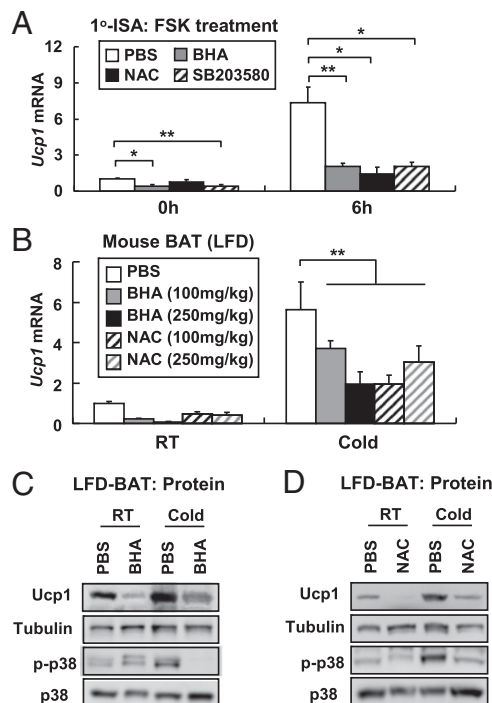 A
1°-ISA: FSK treatment
PBS BHA
NAC SB203580
Ucp1 mRNA
12
9
6
3
0
* **
** * *
0h 6h
B
Mouse BAT (LFD)
PBS
BHA (100mg/kg)
BHA (250mg/kg)
NAC (100mg/kg)
NAC (250mg/kg)
Ucp1 mRNA
8
6
4
2
0
**
RT Cold
C
LFD-BAT: Protein
RT Cold
PBS BHA PBS BHA
Ucp1
Tubulin
p-p38
p38
D
LFD-BAT: Protein
RT Cold
PBS NAC PBS NAC
Ucp1
Tubulin
p-p38
p38